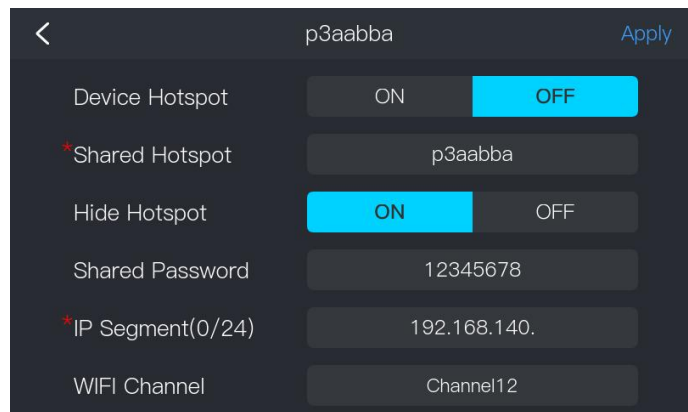 p3aabba Apply
Device Hotspot ON OFF
*Shared Hotspot p3aabba
Hide Hotspot ON OFF
Shared Password 12345678
*IP Segment(0/24) 192.168.140.
WIFI Channel Channel12